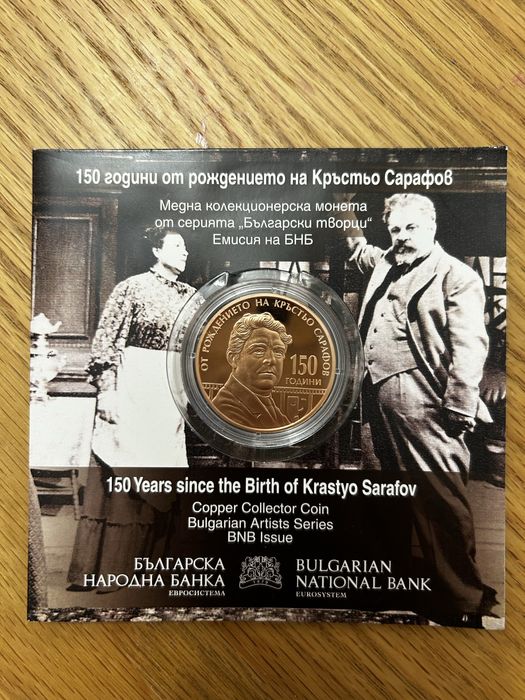 150 години от рождението на Кръстьо Сарафов
Медна колекционерска монета
от серията „Български творци“
Емисия на БНБ
ОТ РОЖДЕНИЕТО НА КРЪСТЬО САРАФОВ
150
ГОДИНИ
150 Years since the Birth of Krastyo Sarafov
Copper Collector Coin
Bulgarian Artists Series
BNB Issue
БЪЛГАРСКА
НАРОДНА БАНКА
ЕВРОСИСТЕМА
BULGARIAN
NATIONAL BANK
EUROSYSTEM